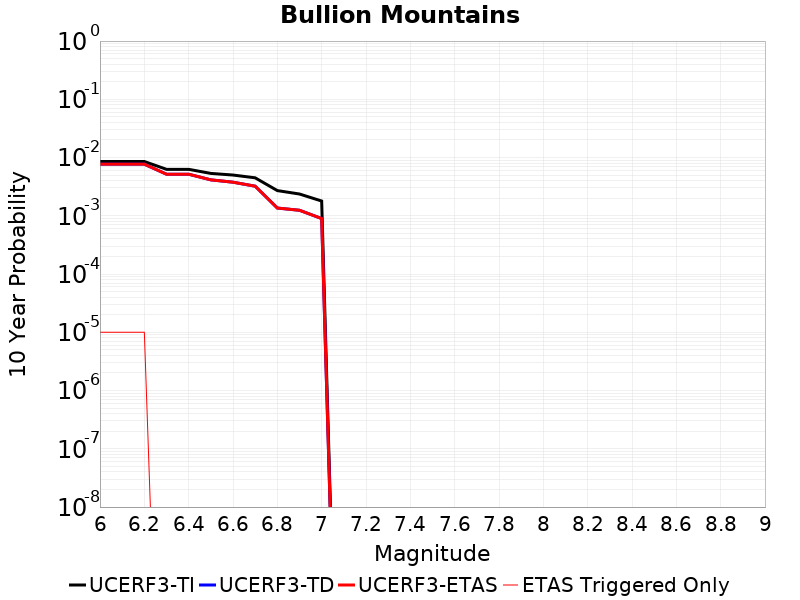 Bullion Mountains
10^0
10^-1
10^-2
10^-3
10^-4
10^-5
10^-6
10^-7
10^-8
10 Year Probability
6 6.2 6.4 6.6 6.8 7 7.2 7.4 7.6 7.8 8 8.2 8.4 8.6 8.8 9
Magnitude
UCERF3-TI UCERF3-TD UCERF3-ETAS ETAS Triggered Only